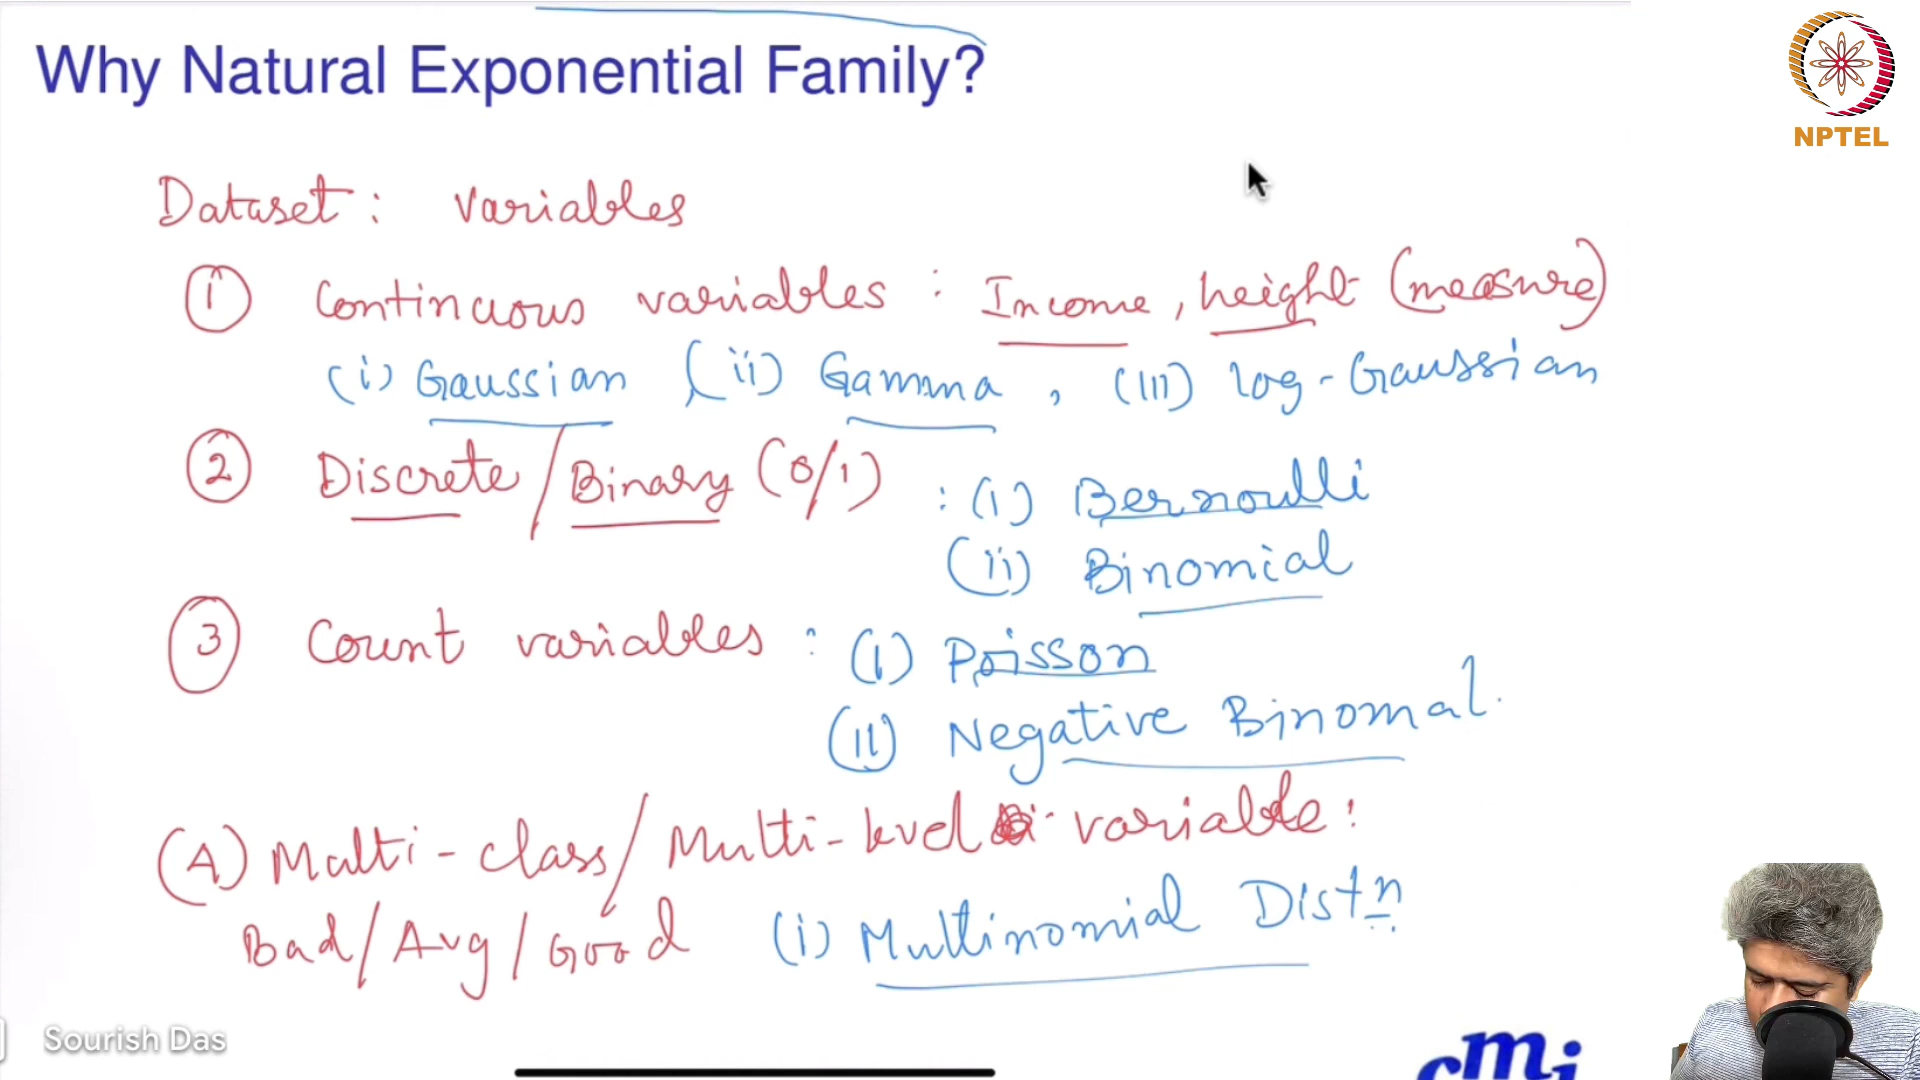 Why Natural Exponential Family?
NPTEL
Dataset : variables
① Continuous variables : Income, height (measure)
(i) Gaussian (ii) Gamma , (III) log-Gaussian
② Discrete / Binary (0/1) : (i) Bernoulli
(ii) Binomial
③ Count variables : (I) Poisson
(II) Negative Binomal.
(A) Multi-class / Multi-level variable :
Bad / Avg / Good (i) Multinomial Distn
Sourish Das
cmi